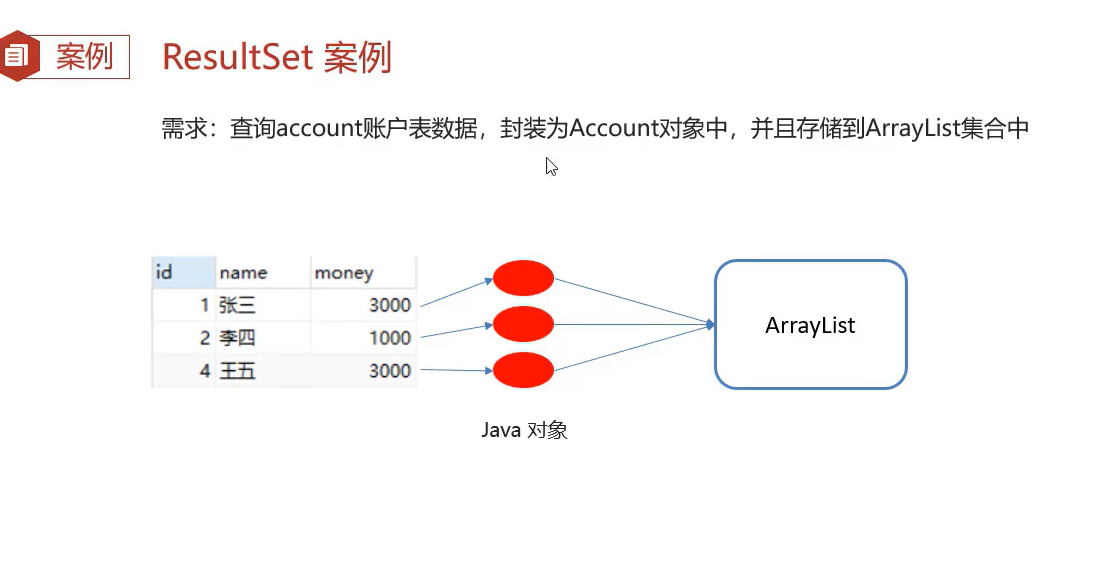 案例
ResultSet 案例
需求：查询account账户表数据，封装为Account对象中，并且存储到ArrayList集合中
id name money
1 张三 3000
2 李四 1000
4 王五 3000
ArrayList
Java 对象